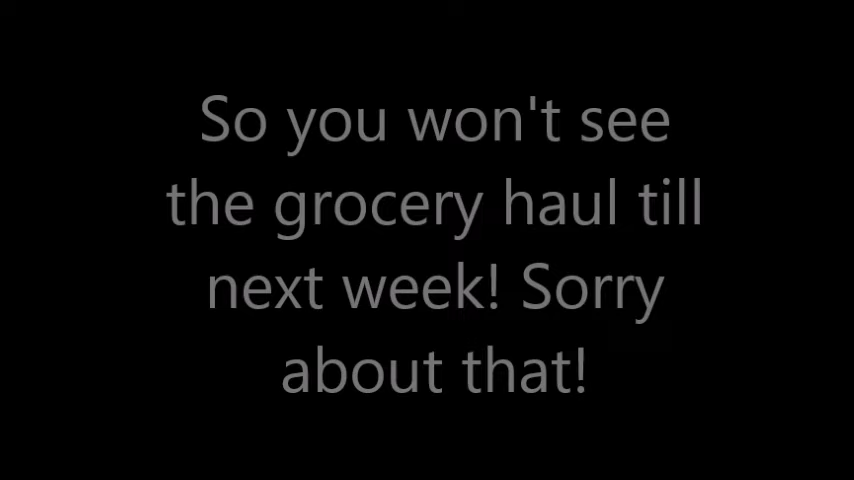 So you won't see
the grocery haul till
next week! Sorry
about that!